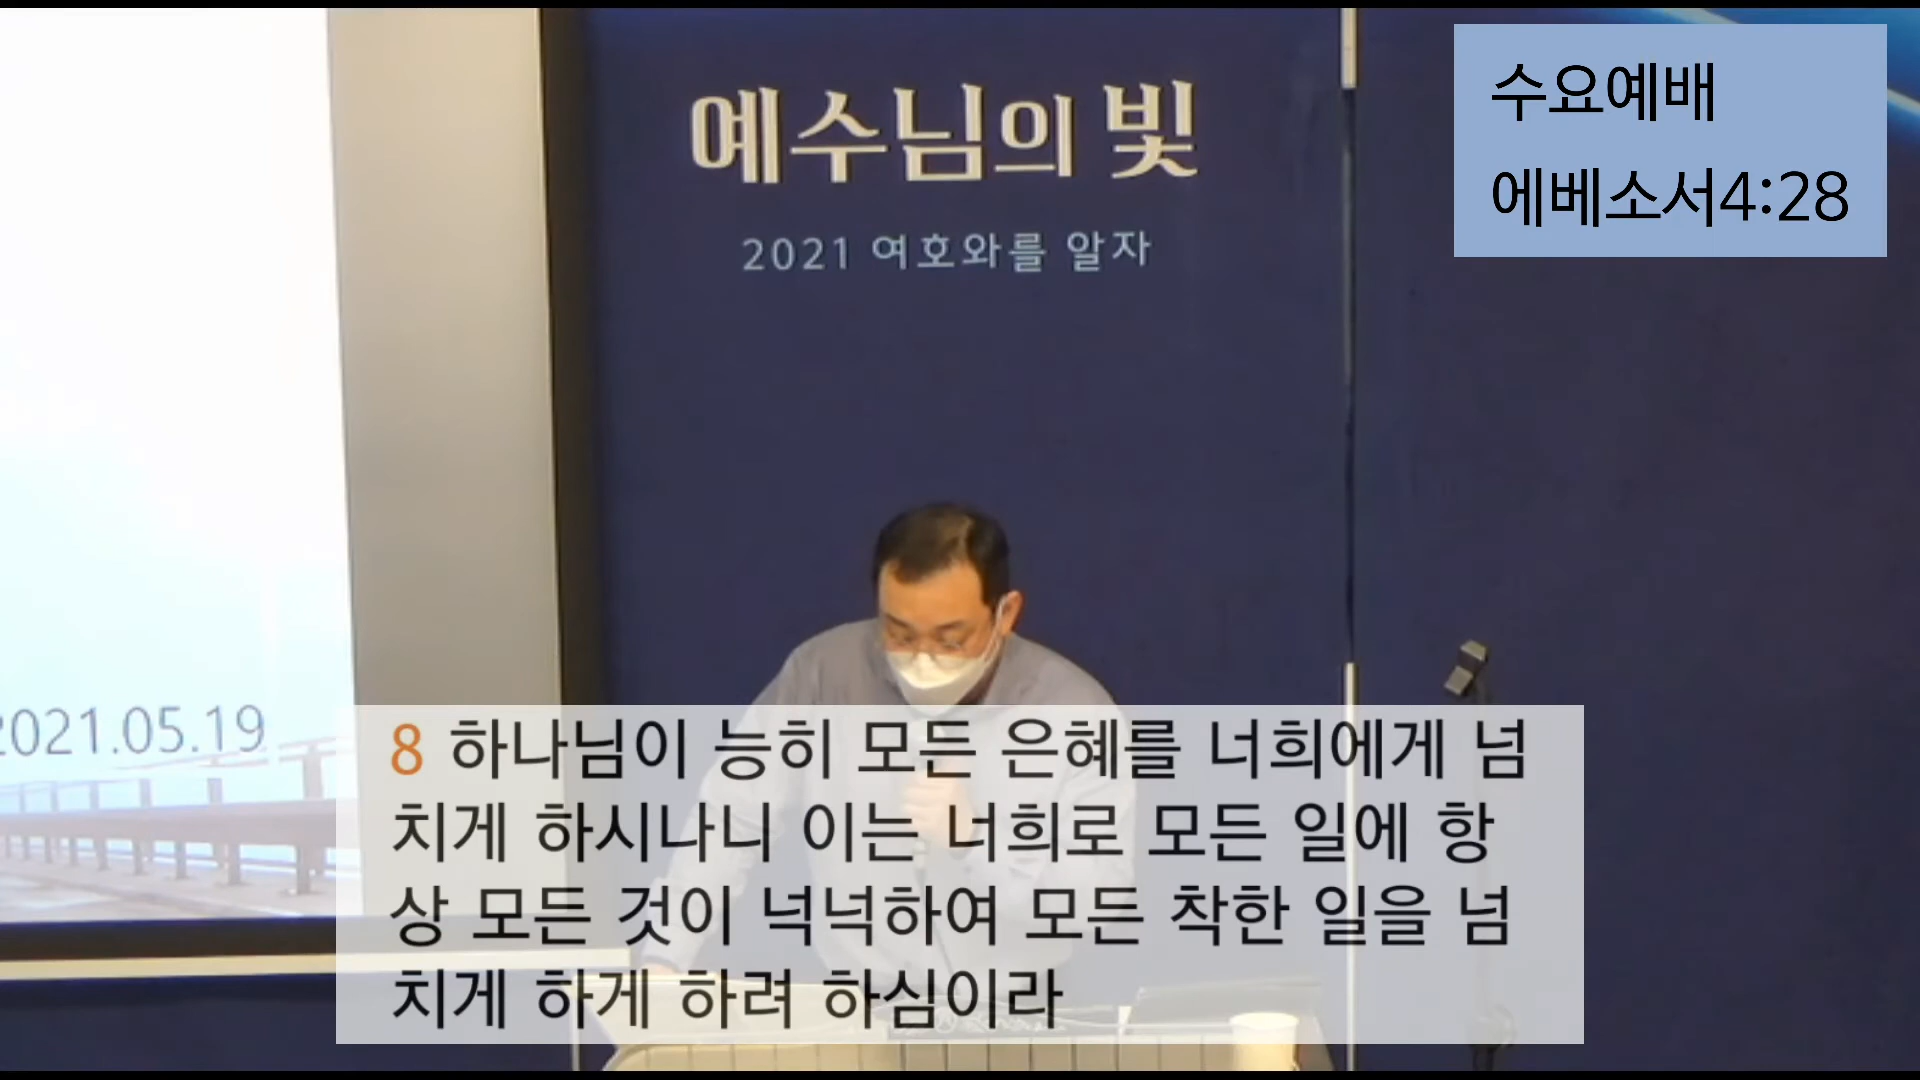 예수님의 빛
2021 여호와를 알자
수요예배
에베소서4:28
2021.05.19
8 하나님이 능히 모든 은혜를 너희에게 넘
치게 하시나니 이는 너희로 모든 일에 항
상 모든 것이 넉넉하여 모든 착한 일을 넘
치게 하게 하려 하심이라